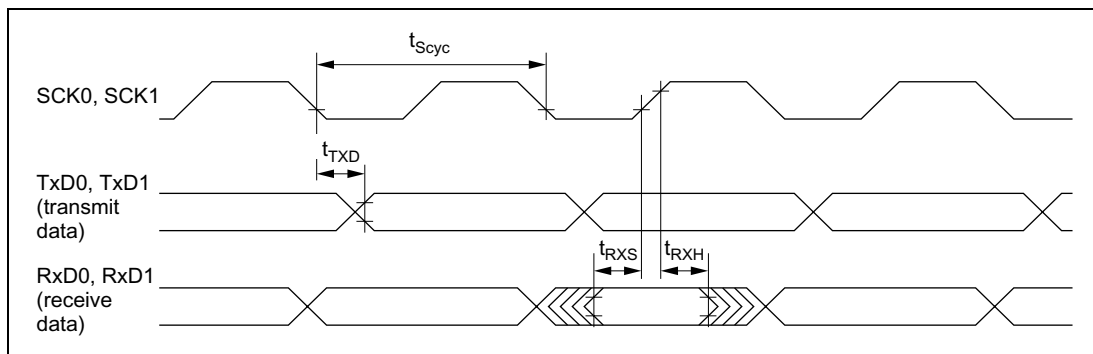 tScyc
SCK0, SCK1
tTXD
TxD0, TxD1
(transmit
data)
tRXS
tRXH
RxD0, RxD1
(receive
data)